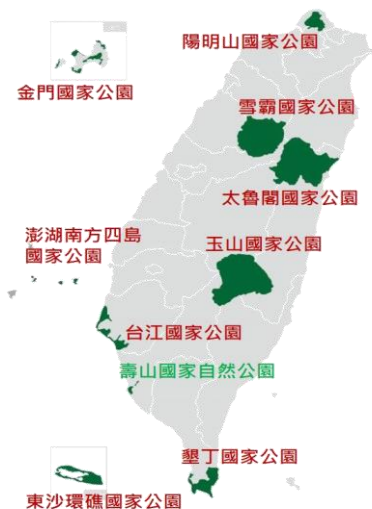 陽明山國家公園
金門國家公園
雪霸國家公園
太魯閣國家公園
澎湖南方四島
國家公園
玉山國家公園
台江國家公園
壽山國家自然公園
墾丁國家公園
東沙環礁國家公園